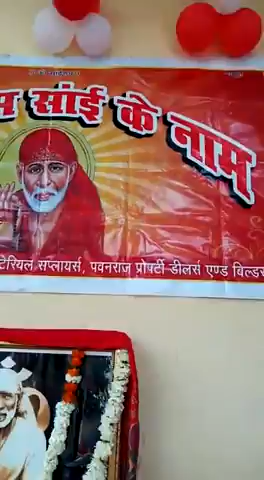 सांई के नाम
टेरियल सप्लायर्स, पवनराज प्रोपर्टी डीलर्स एण्ड बिल्डर्स